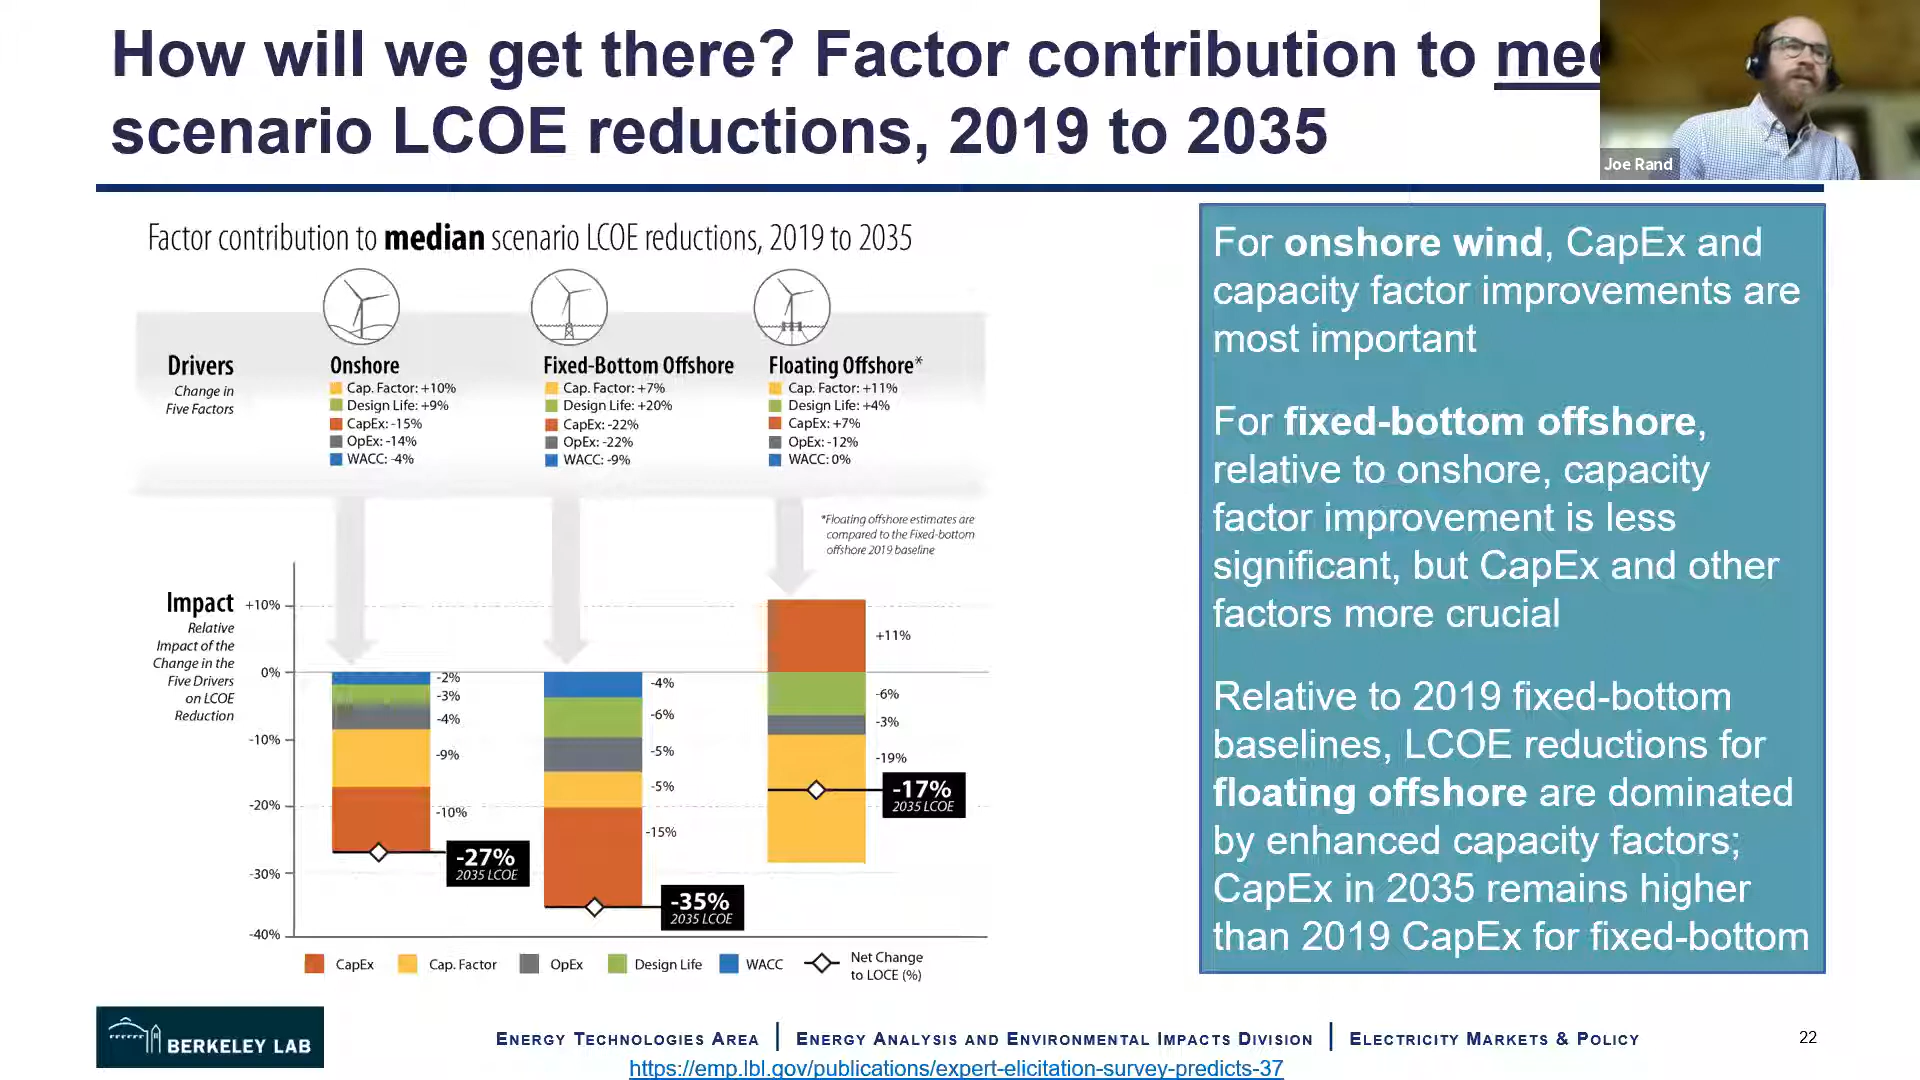 How will we get there? Factor contribution to
scenario LCOE reductions, 2019 to 2035
Joe Rand
Factor contribution to median scenario LCOE reductions, 2019 to 2035
Drivers
Change in
Five Factors
Onshore
Cap. Factor: +10%
Design Life: +9%
CapEx: -15%
OpEx: -14%
WACC: -4%
Fixed-Bottom Offshore
Cap. Factor: +7%
Design Life: +20%
CapEx: -22%
OpEx: -22%
WACC: -9%
Floating Offshore*
Cap. Factor: +11%
Design Life: +4%
CapEx: +7%
OpEx: -12%
WACC: 0%
*Floating offshore estimates are
compared to the Fixed-bottom
offshore 2019 baseline
Impact
Relative
Impact of the
Change in the
Five Drivers
on LCOE
Reduction
+10%
0%
-10%
-20%
-30%
-40%
-2%
-3%
-4%
-9%
-10%
-27%
2035 LCOE
-4%
-6%
-5%
-5%
-15%
-35%
2035 LCOE
+11%
-6%
-3%
-19%
-17%
2035 LCOE
CapEx
Cap. Factor
OpEx
Design Life
WACC
Net Change
to LOCE (%)
For onshore wind, CapEx and
capacity factor improvements are
most important
For fixed-bottom offshore,
relative to onshore, capacity
factor improvement is less
significant, but CapEx and other
factors more crucial
Relative to 2019 fixed-bottom
baselines, LCOE reductions for
floating offshore are dominated
by enhanced capacity factors;
CapEx in 2035 remains higher
than 2019 CapEx for fixed-bottom
BERKELEY LAB
ENERGY TECHNOLOGIES AREA | ENERGY ANALYSIS AND ENVIRONMENTAL IMPACTS DIVISION | ELECTRICITY MARKETS & POLICY
22
https://emp.lbl.gov/publications/expert-elicitation-survey-predicts-37